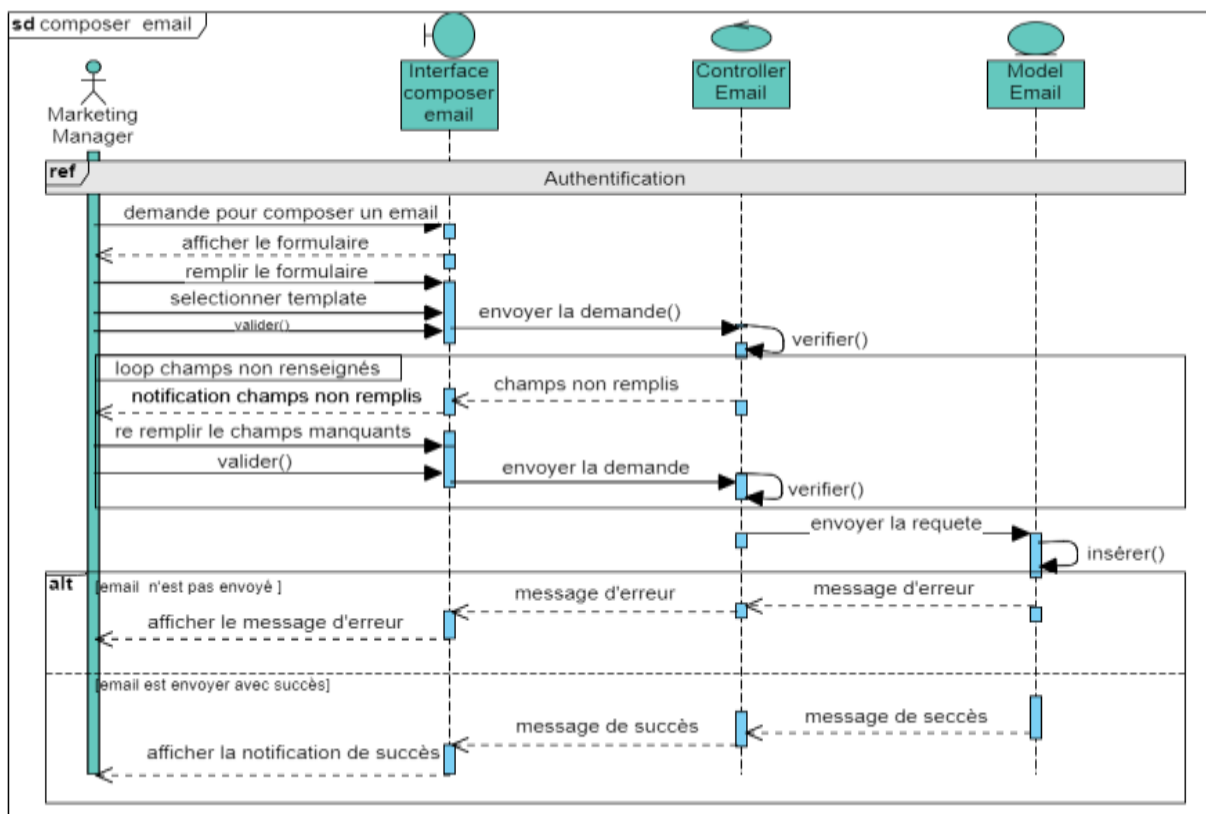 sd composer email
Marketing
Manager
Interface
composer
email
Controller
Email
Model
Email
ref
Authentification
demande pour composer un email
afficher le formulaire
remplir le formulaire
selectionner template
valider()
envoyer la demande()
verifier()
loop champs non renseignés
champs non remplis
notification champs non remplis
re remplir le champs manquants
valider()
envoyer la demande
verifier()
envoyer la requete
insérer()
alt
[email n'est pas envoyé ]
message d'erreur
message d'erreur
afficher le message d'erreur
[email est envoyer avec succès]
message de seccès
message de succès
afficher la notification de succès